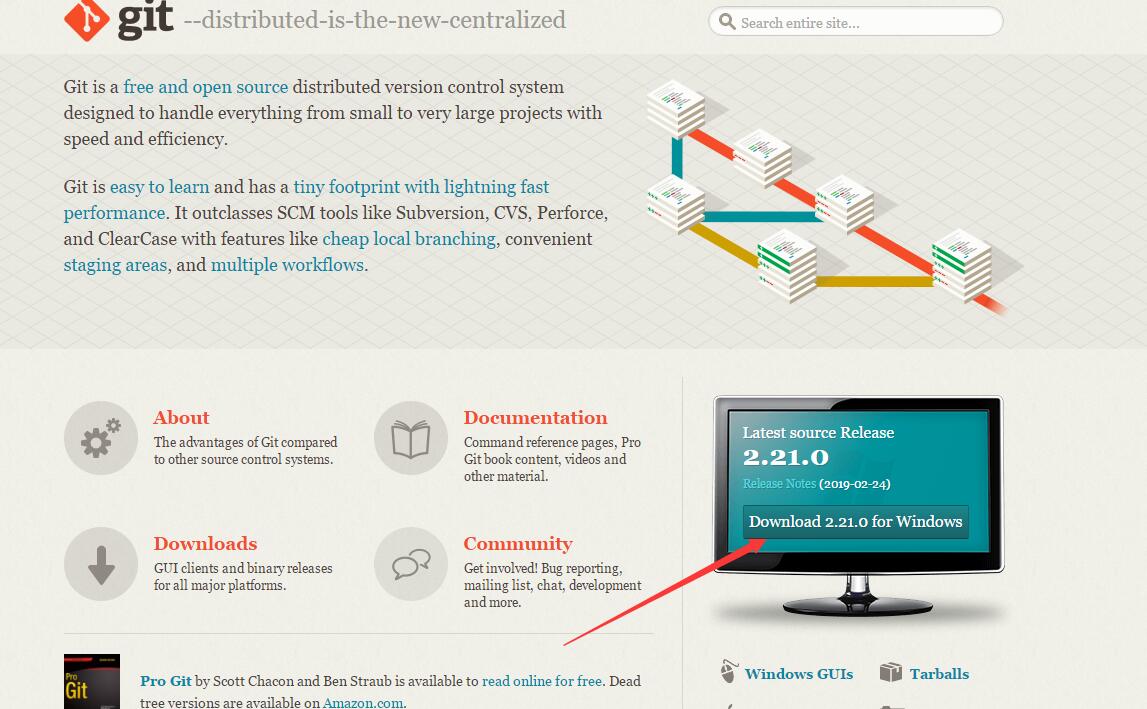 git --distributed-is-the-new-centralized
Search entire site...
Git is a free and open source distributed version control system
designed to handle everything from small to very large projects with
speed and efficiency.
Git is easy to learn and has a tiny footprint with lightning fast
performance. It outclasses SCM tools like Subversion, CVS, Perforce,
and ClearCase with features like cheap local branching, convenient
staging areas, and multiple workflows.
About
The advantages of Git compared
to other source control systems.
Documentation
Command reference pages, Pro
Git book content, videos and
other material.
Downloads
GUI clients and binary releases
for all major platforms.
Community
Get involved! Bug reporting,
mailing list, chat, development
and more.
Latest source Release
2.21.0
Release Notes (2019-02-24)
Download 2.21.0 for Windows
Windows GUIs
Tarballs
Pro
Git
Pro Git by Scott Chacon and Ben Straub is available to read online for free. Dead
tree versions are available on Amazon.com.